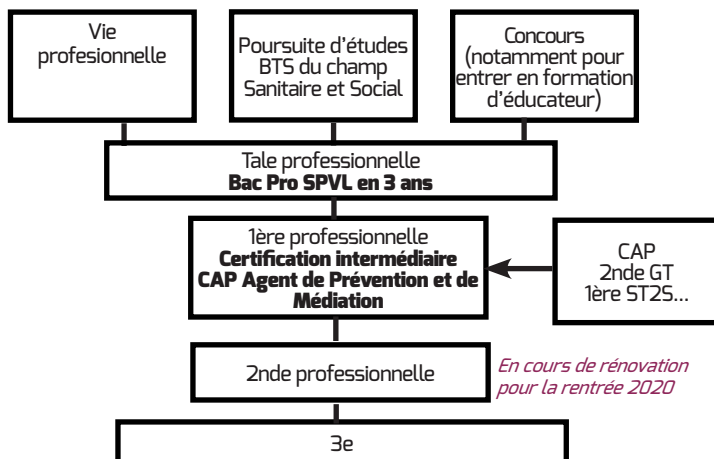 Vie
profesionnelle
Poursuite d'études
BTS du champ
Sanitaire et Social
Concours
(notamment pour
entrer en formation
d'éducateur)
Tale professionnelle
Bac Pro SPVL en 3 ans
1ère professionnelle
Certification intermédiaire
CAP Agent de Prévention et de
Médiation
CAP
2nde GT
1ère ST2S...
2nde professionnelle
En cours de rénovation
pour la rentrée 2020
3e